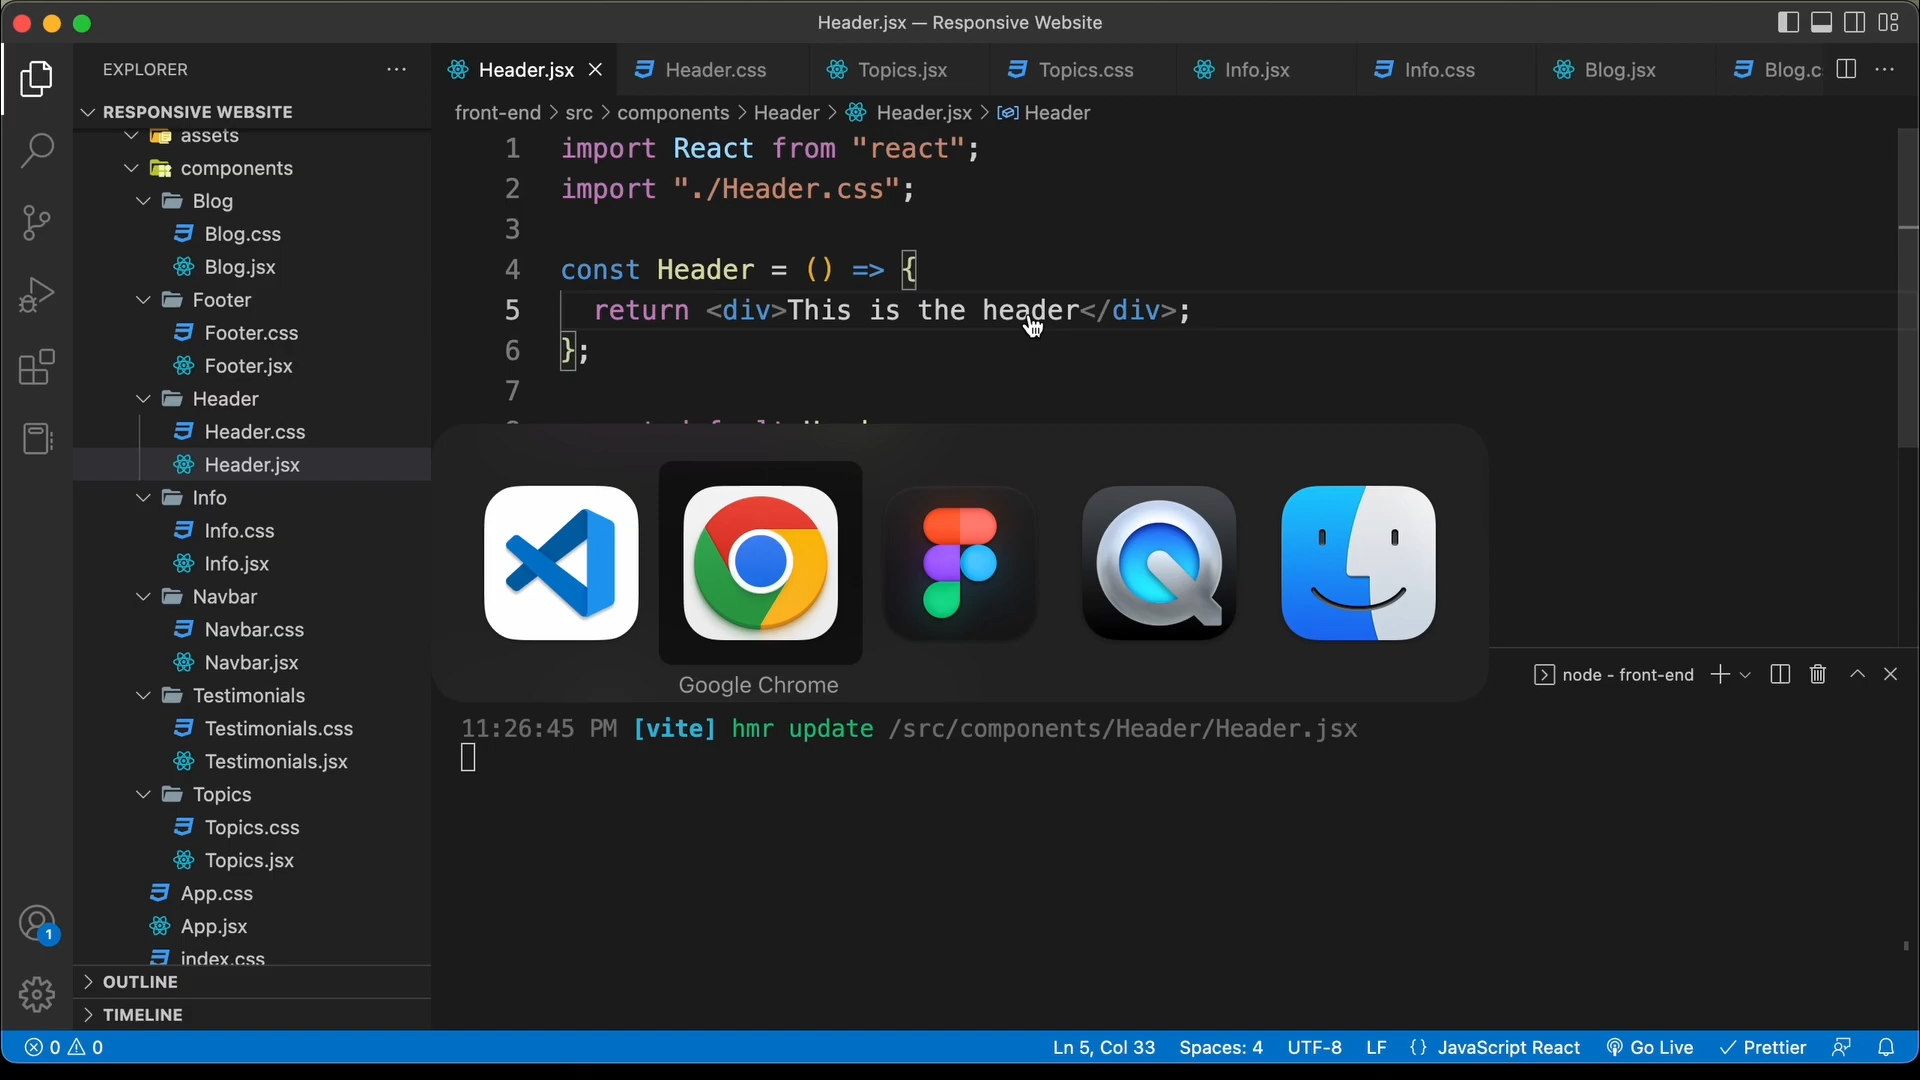 Header.jsx — Responsive Website
EXPLORER
RESPONSIVE WEBSITE
assets
components
Blog
Blog.css
Blog.jsx
Footer
Footer.css
Footer.jsx
Header
Header.css
Header.jsx
Info
Info.css
Info.jsx
Navbar
Navbar.css
Navbar.jsx
Testimonials
Testimonials.css
Testimonials.jsx
Topics
Topics.css
Topics.jsx
App.css
App.jsx
index.css
OUTLINE
TIMELINE
Header.jsx Header.css Topics.jsx Topics.css Info.jsx Info.css Blog.jsx Blog.c
front-end > src > components > Header > Header.jsx > Header
1 import React from "react";
2 import "./Header.css";
3
4 const Header = () => {
5 return <div>This is the header</div>;
6 };
7
Google Chrome
node - front-end
11:26:45 PM [vite] hmr update /src/components/Header/Header.jsx
1
0 0 Ln 5, Col 33 Spaces: 4 UTF-8 LF {} JavaScript React Go Live Prettier